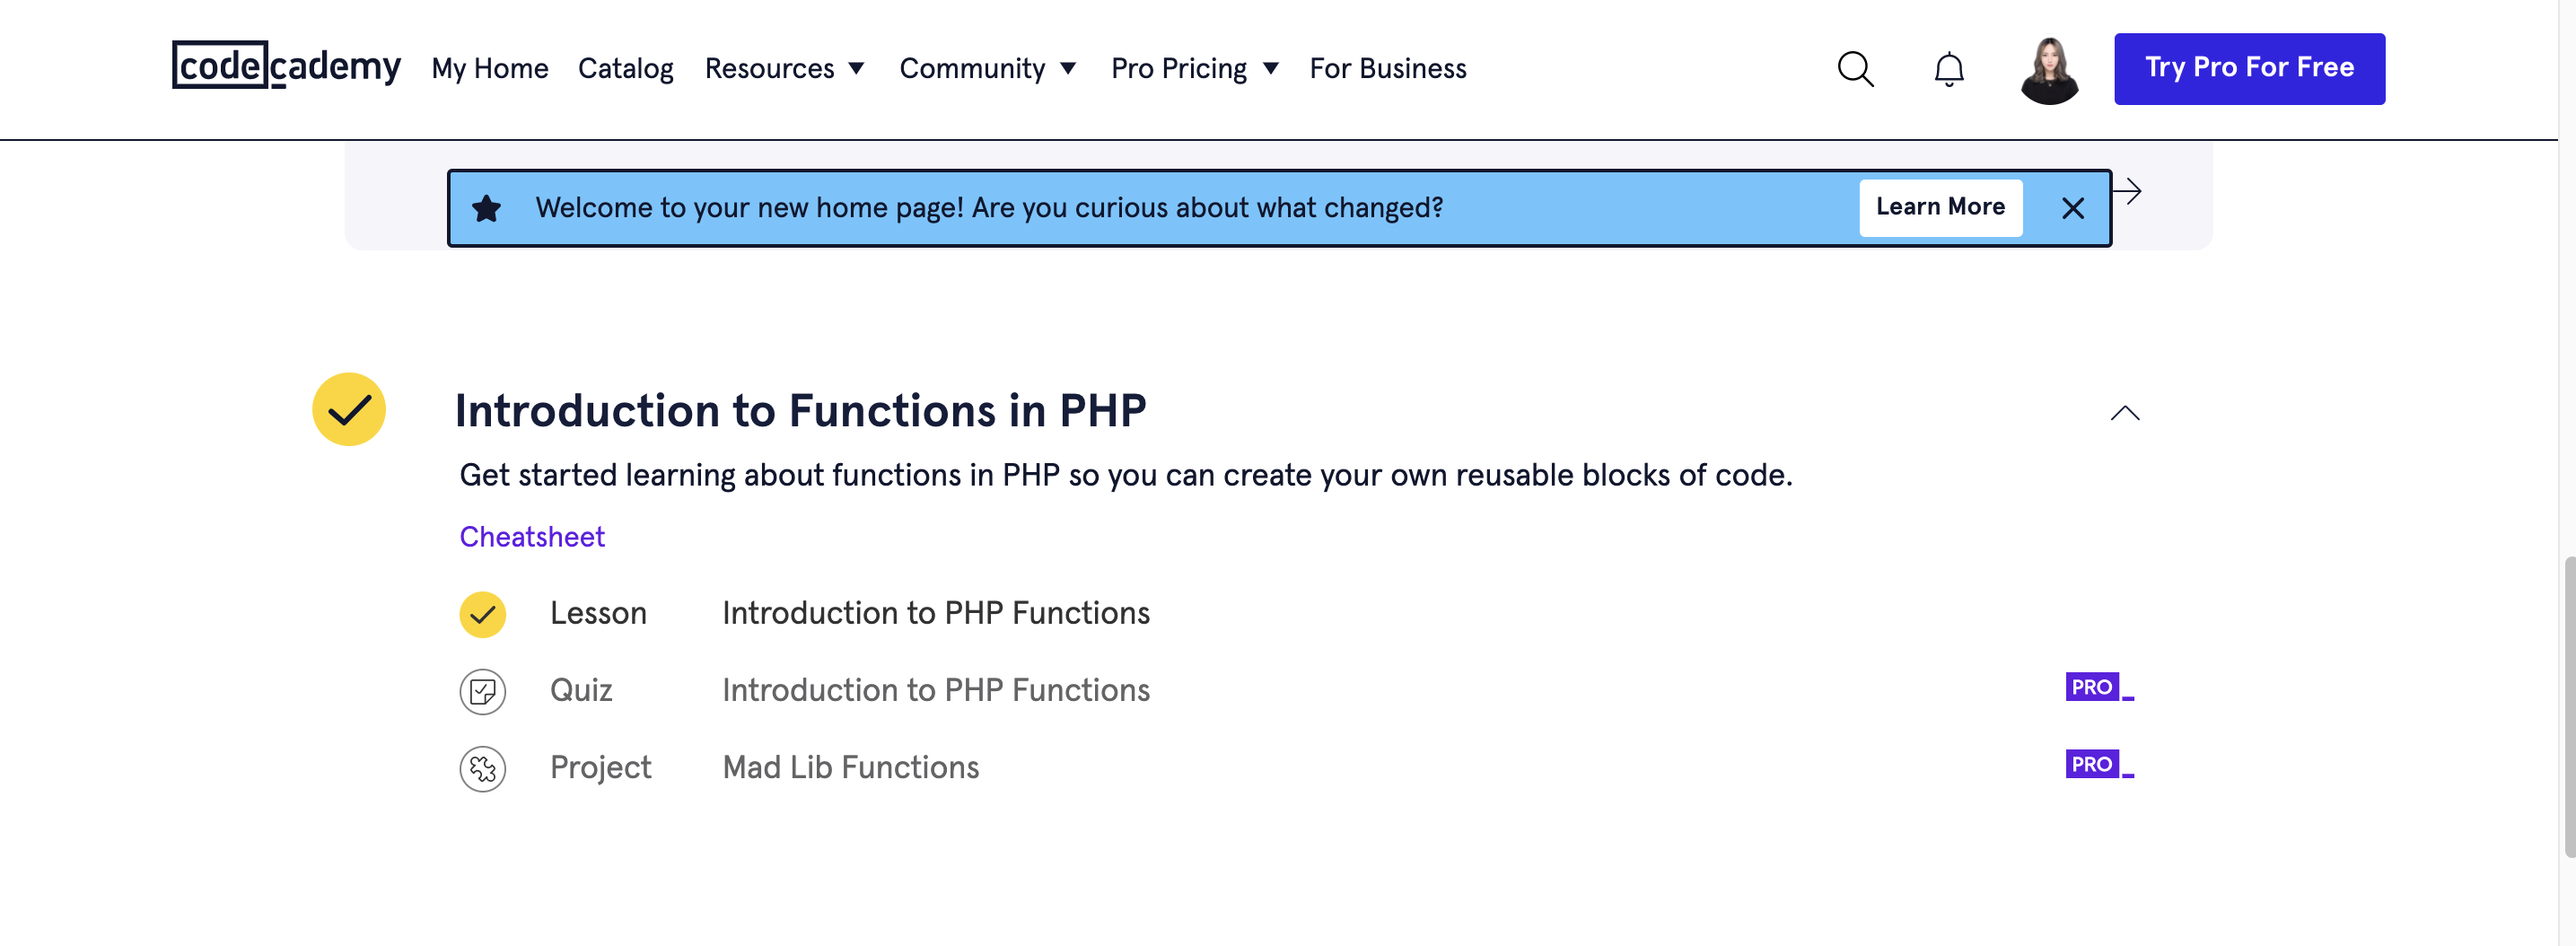 codecademy My Home Catalog Resources Community Pro Pricing For Business Try Pro For Free
Welcome to your new home page! Are you curious about what changed? Learn More
Introduction to Functions in PHP
Get started learning about functions in PHP so you can create your own reusable blocks of code.
Cheatsheet
Lesson Introduction to PHP Functions
Quiz Introduction to PHP Functions PRO
Project Mad Lib Functions PRO